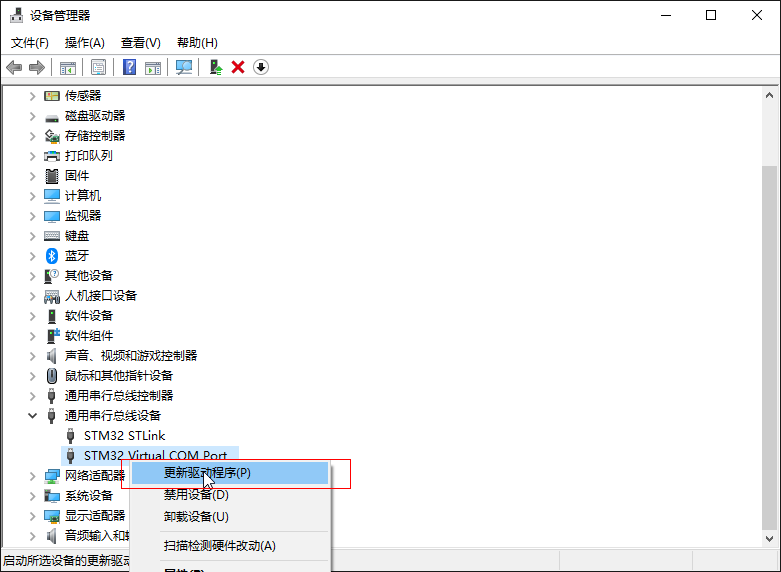 设备管理器
文件(F) 操作(A) 查看(V) 帮助(H)
传感器
磁盘驱动器
存储控制器
打印队列
固件
计算机
监视器
键盘
蓝牙
其他设备
人机接口设备
软件设备
软件组件
声音、视频和游戏控制器
鼠标和其他指针设备
通用串行总线控制器
通用串行总线设备
STM32 STLink
STM32 Virtual COM Port
网络适配器
系统设备
显示适配器
音频输入和
更新驱动程序(P)
禁用设备(D)
卸载设备(U)
扫描检测硬件改动(A)
启动所选设备的更新驱动